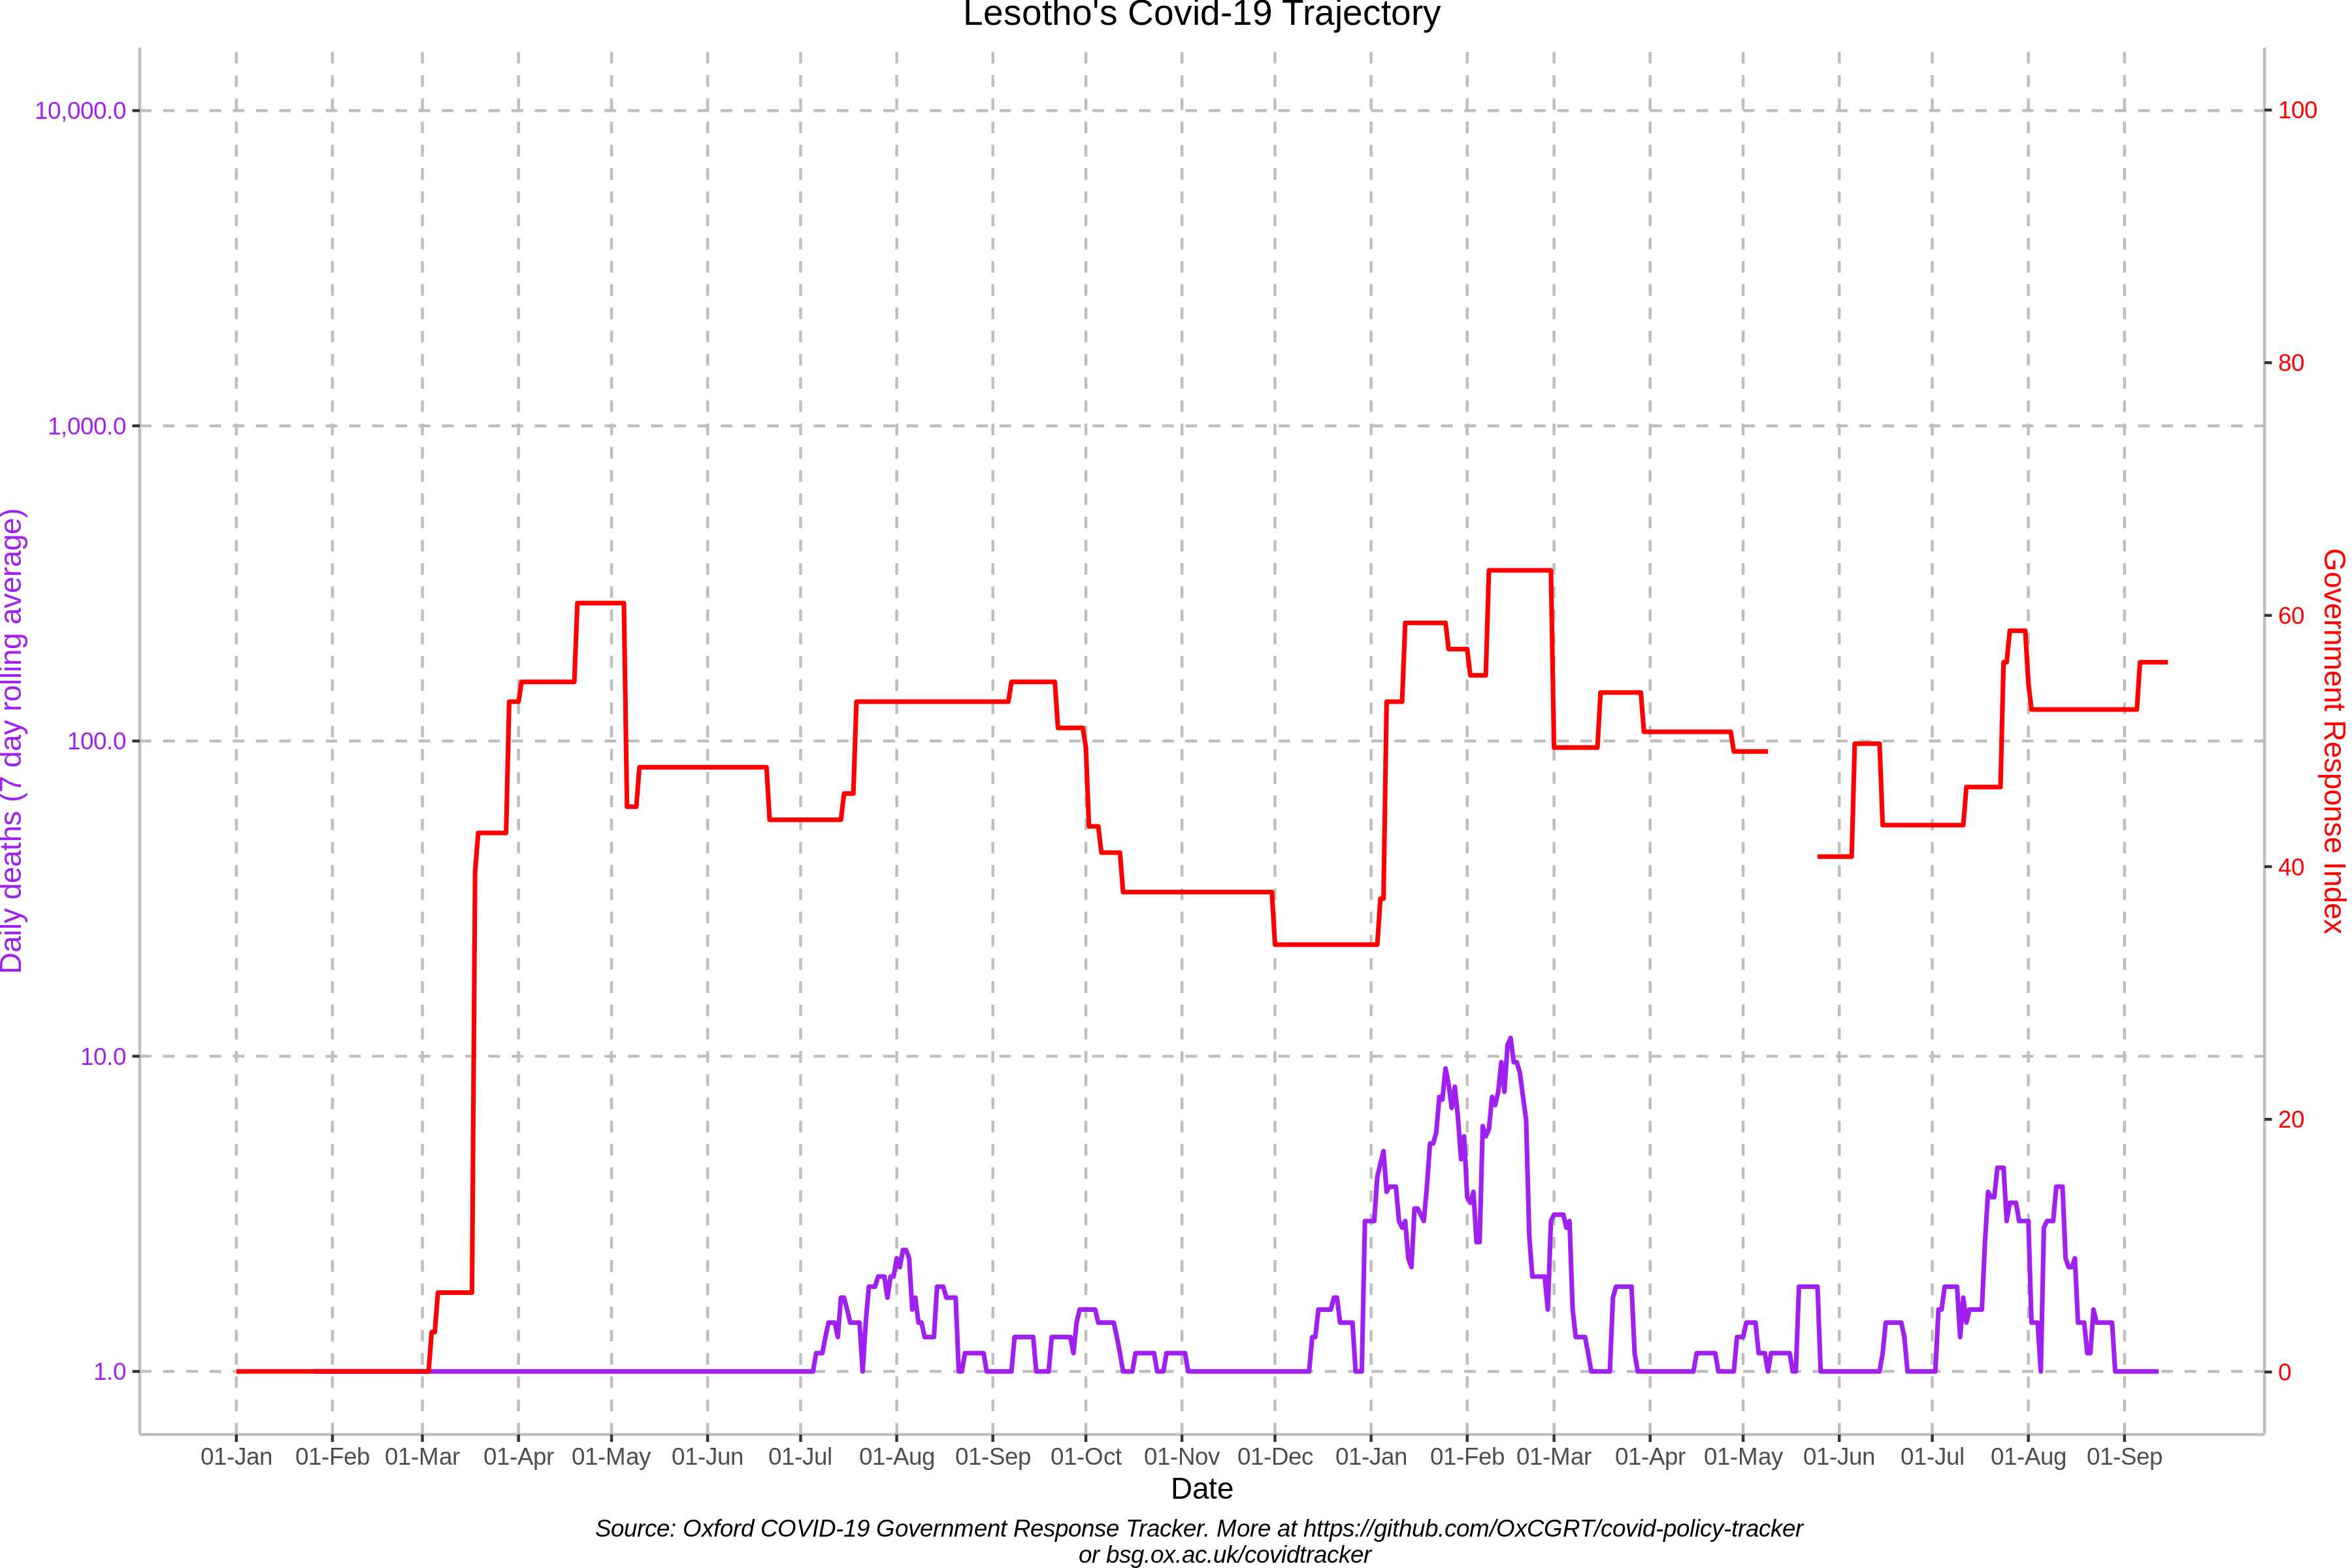 Lesotho's Covid-19 Trajectory
10,000.0
1,000.0
100.0
10.0
1.0
Daily deaths (7 day rolling average)
100
80
60
40
20
0
Government Response Index
01-Jan 01-Feb 01-Mar 01-Apr 01-May 01-Jun 01-Jul 01-Aug 01-Sep 01-Oct 01-Nov 01-Dec 01-Jan 01-Feb 01-Mar 01-Apr 01-May 01-Jun 01-Jul 01-Aug 01-Sep
Date
Source: Oxford COVID-19 Government Response Tracker. More at https://github.com/OxCGRT/covid-policy-tracker
or bsg.ox.ac.uk/covidtracker